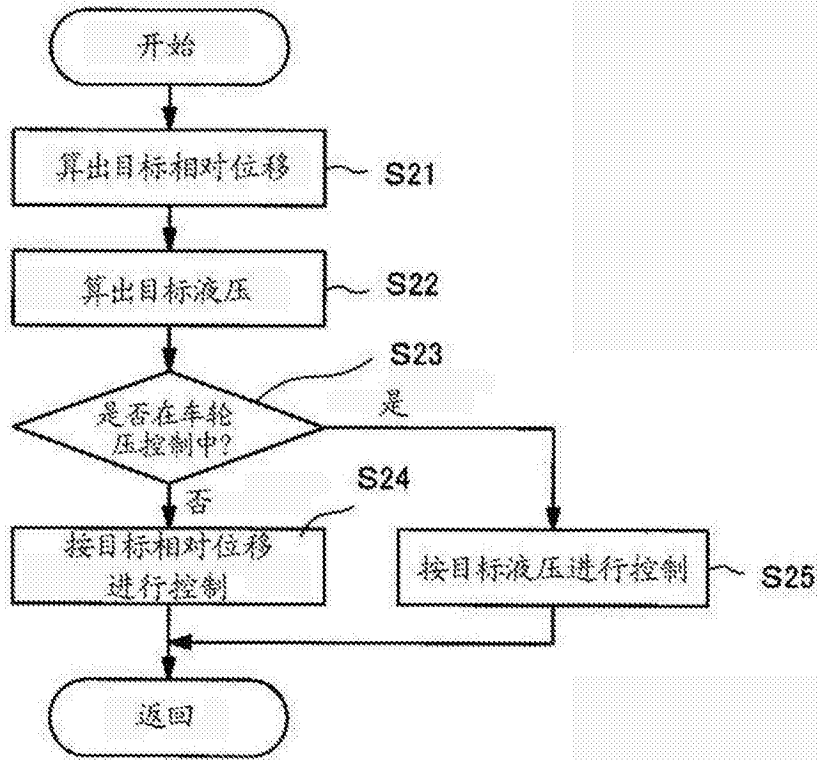 开始
算出目标相对位移
S21
算出目标液压
S22
S23
是否在车轮
压控制中?
是
否
S24
按目标相对位移
进行控制
按目标液压进行控制
S25
返回